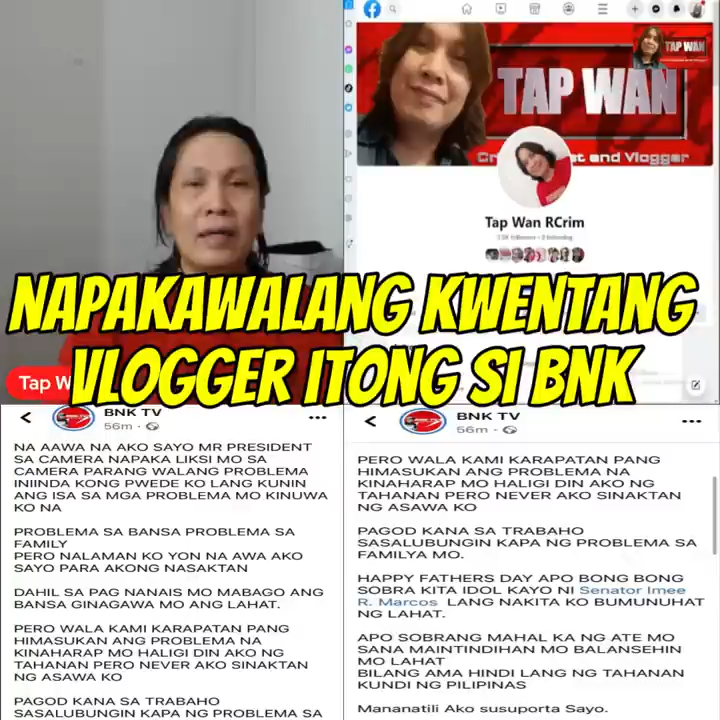 TAP WAN
TAP WAN
Vlogger
Tap Wan RCrim
NAPAKAWALANG KWENTANG
VLOGGER ITONG SI BNK
Tap
BNK TV
56m
NA AAWA NA AKO SAYO MR PRESIDENT
SA CAMERA NAPAKA LIKSI MO SA
CAMERA PARANG WALANG PROBLEMA
INIINDA KONG PWEDE KO LANG KUNIN
ANG ISA SA MGA PROBLEMA MO KINUWA
KO NA
PROBLEMA SA BANSA PROBLEMA SA
FAMILY
PERO NALAMAN KO YON NA AWA AKO
SAYO PARA AKONG NASAKTAN
DAHIL SA PAG NANAIS MO MABAGO ANG
BANSA GINAGAWA MO ANG LAHAT.
PERO WALA KAMI KARAPATAN PANG
HIMASUKAN ANG PROBLEMA NA
KINAHARAP MO HALIGI DIN AKO NG
TAHANAN PERO NEVER AKO SINAKTAN
NG ASAWA KO
PAGOD KANA SA TRABAHO
SASALUBUNGIN KAPA NG PROBLEMA SA
BNK TV
56m
PERO WALA KAMI KARAPATAN PANG
HIMASUKAN ANG PROBLEMA NA
KINAHARAP MO HALIGI DIN AKO NG
TAHANAN PERO NEVER AKO SINAKTAN
NG ASAWA KO
PAGOD KANA SA TRABAHO
SASALUBUNGIN KAPA NG PROBLEMA SA
FAMILYA MO.
HAPPY FATHERS DAY APO BONG BONG
SOBRA KITA IDOL KAYO NI Senator Imee
R. Marcos LANG NAKITA KO BUMUNUHAT
NG LAHAT.
APO SOBRANG MAHAL KA NG ATE MO
SANA MAINTINDIHAN MO BALANSEHIN
MO LAHAT
BILANG AMA HINDI LANG NG TAHANAN
KUNDI NG PILIPINAS
Mananatili Ako susuporta Sayo.